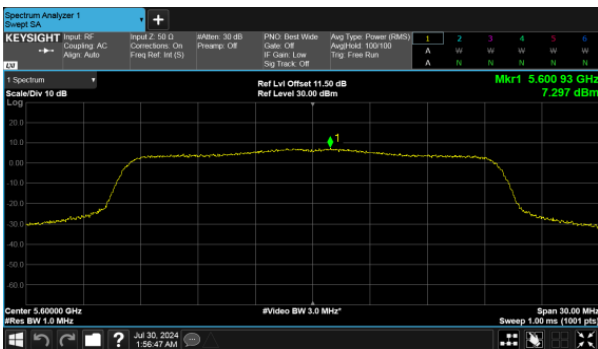 Spectrum Analyzer 1
Swept SA
+
KEYSIGHT
Input: RF
Coupling: AC
Align: Auto
Input Z: 50 Ω
Corrections: On
Freq Ref: Int (S)
#Atten: 30 dB
Preamp: Off
PNO: Best Wide
Gate: Off
IF Gain: Low
Sig Track: Off
Avg Type: Power (RMS)
Avg|Hold: 100/100
Trig: Free Run
1 2 3 4 5 6
A W W W W W
A N N N N N
LXI
1 Spectrum
Scale/Div 10 dB
Ref Lvl Offset 11.50 dB
Ref Level 30.00 dBm
Mkr1 5.600 93 GHz
7.297 dBm
Log
20.0
10.0
0.00
-10.0
-20.0
-30.0
-40.0
-50.0
-60.0
1
Center 5.60000 GHz
#Res BW 1.0 MHz
#Video BW 3.0 MHz*
Span 30.00 MHz
Sweep 1.00 ms (1001 pts)
?
Jul 30, 2024
1:56:47 AM